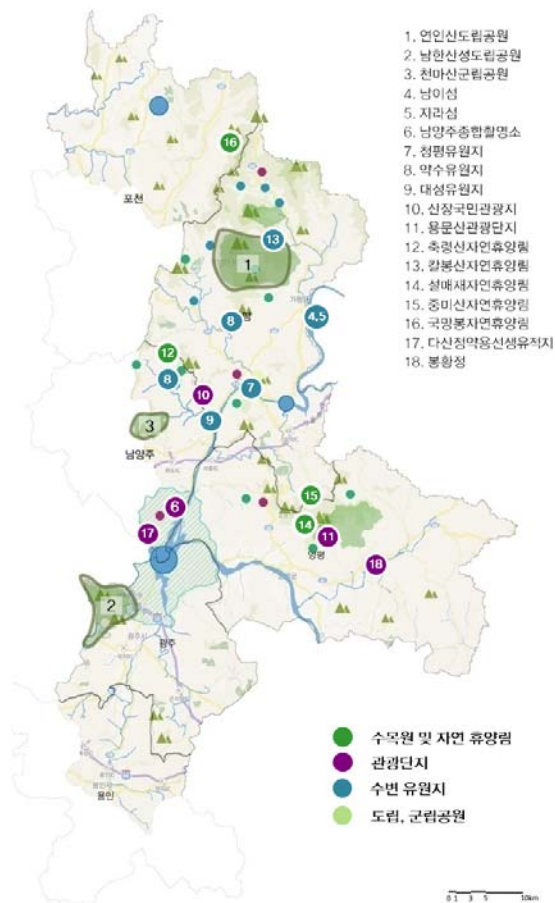 1. 연인산도립공원
2. 남한산성도립공원
3. 천마산군립공원
4. 남이섬
5. 자라섬
6. 남양주종합촬영소
7. 청평유원지
8. 약수유원지
9. 대성유원지
10. 산장국민관광지
11. 용문산관광단지
12. 축령산자연휴양림
13. 칼봉산자연휴양림
14. 설매재자연휴양림
15. 중미산자연휴양림
16. 국망봉자연휴양림
17. 다산정약용선생유적지
18. 봉황정
16
포천
13
1
8
4,5
12
8
10
7
9
3
남양주
6
17
15
14
11
양평
18
2
광주
용인
수목원 및 자연 휴양림
관광단지
수변 유원지
도립, 군립공원
0 1 3 5 10km